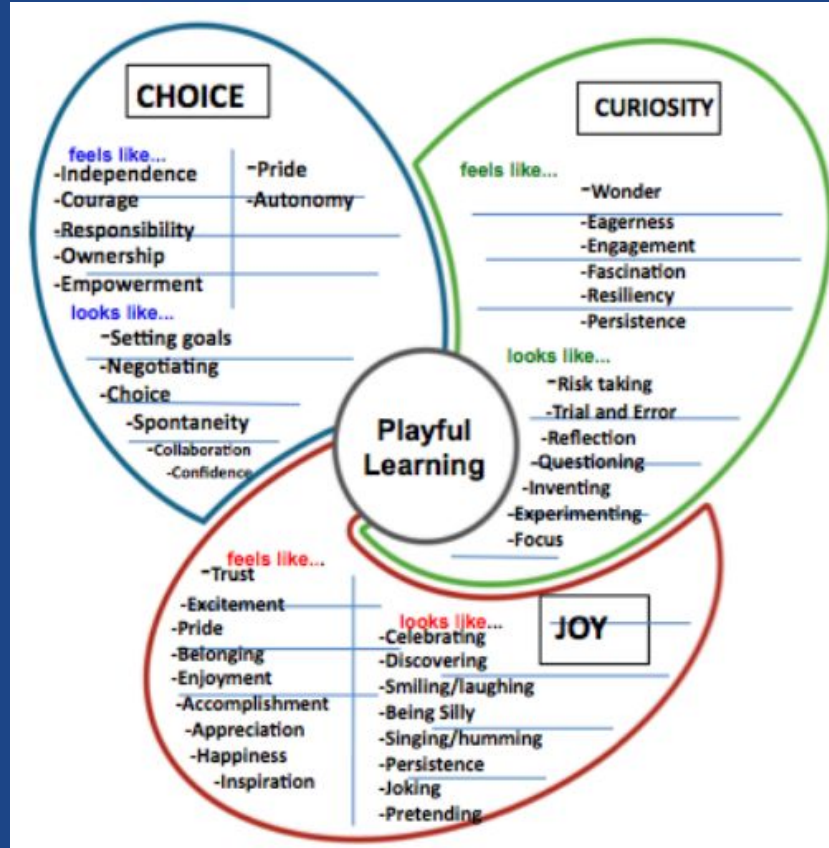 CHOICE
feels like...
-Independence
-Courage
-Responsibility
-Ownership
-Empowerment
-Pride
-Autonomy
looks like...
-Setting goals
-Negotiating
-Choice
-Spontaneity
-Collaboration
-Confidence
CURIOSITY
feels like...
-Wonder
-Eagerness
-Engagement
-Fascination
-Resiliency
-Persistence
looks like...
-Risk taking
-Trial and Error
-Reflection
-Questioning
-Inventing
-Experimenting
-Focus
Playful
Learning
feels like...
-Trust
-Excitement
-Pride
-Belonging
-Enjoyment
-Accomplishment
-Appreciation
-Happiness
-Inspiration
looks like...
-Celebrating
-Discovering
-Smiling/laughing
-Being Silly
-Singing/humming
-Persistence
-Joking
-Pretending
JOY